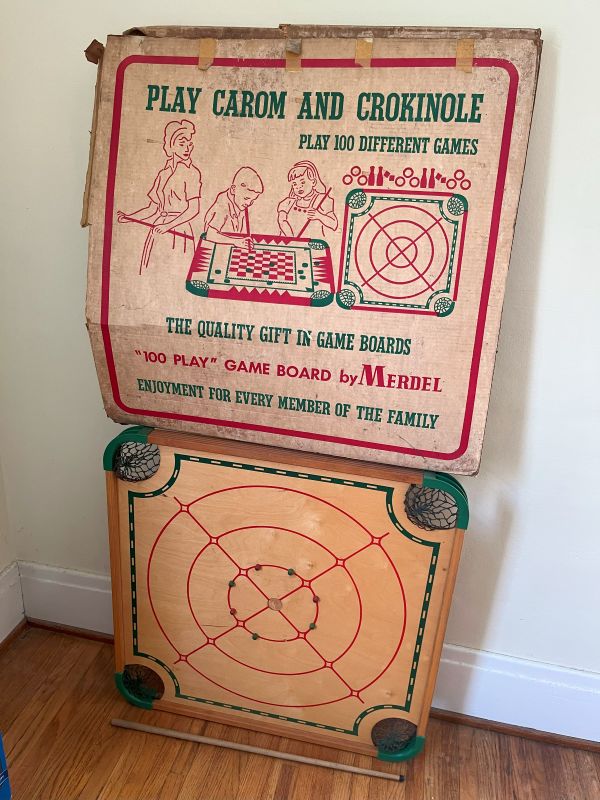 PLAY CAROM AND CROKINOLE
PLAY 100 DIFFERENT GAMES
THE QUALITY GIFT IN GAME BOARDS
"100 PLAY" GAME BOARD by MERDEL
ENJOYMENT FOR EVERY MEMBER OF THE FAMILY